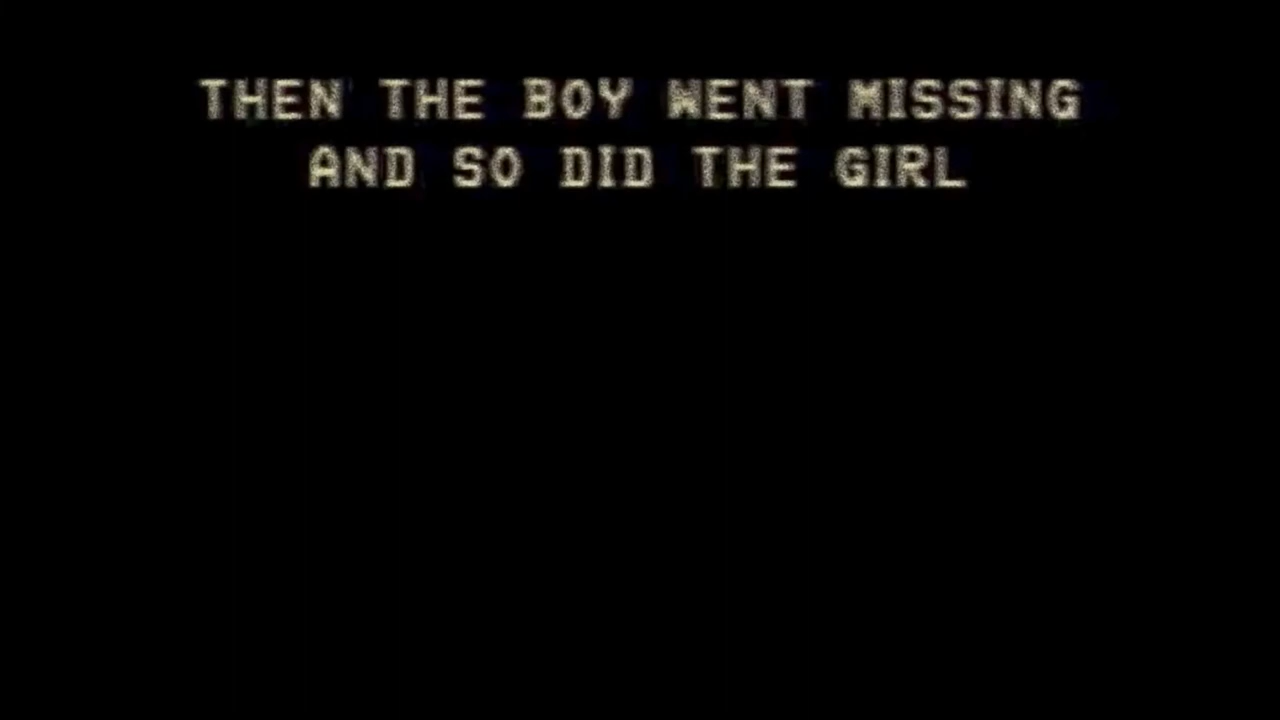 THEN THE BOY WENT MISSING
AND SO DID THE GIRL